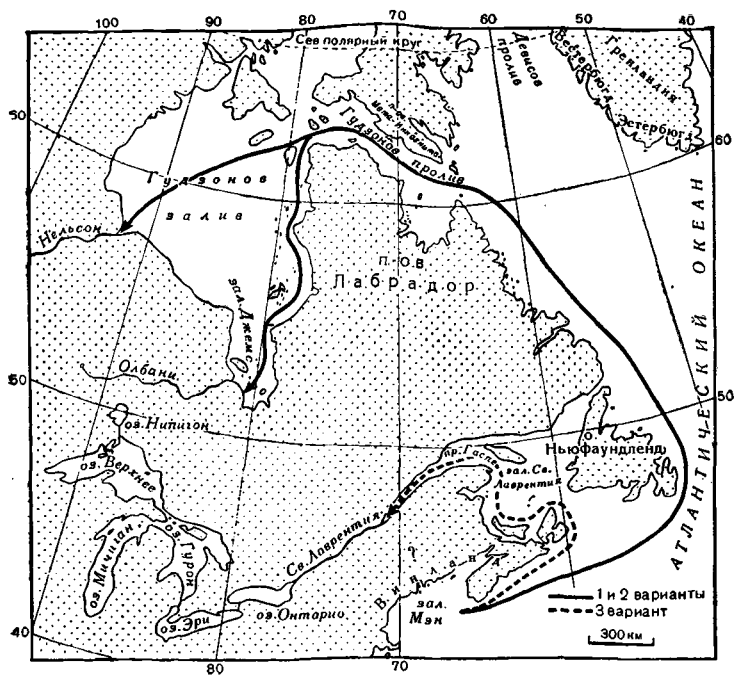 100
90
80
70
60
50
40
Сев полярный круг
Девисов
пролив
Вестербюгд
Гренландия
Эстербюгд
50
60
Гудзонов
пролив
Гудзонов
залив
Нельсон
п-ов
Лабрадор
зал. Джемс
АТЛАНТИЧЕСКИЙ ОКЕАН
Олбани
50
50
оз. Нипигон
оз. Верхнее
пр. Гаспе
зал. Св.
Лаврентия
о.
Ньюфаундленд
оз. Мичиган
оз. Гурон
Св. Лаврентия
Винланд
?
зал.
Мэн
оз. Эри
оз. Онтарио
1 и 2 варианты
3 вариант
300 км
40
80
70